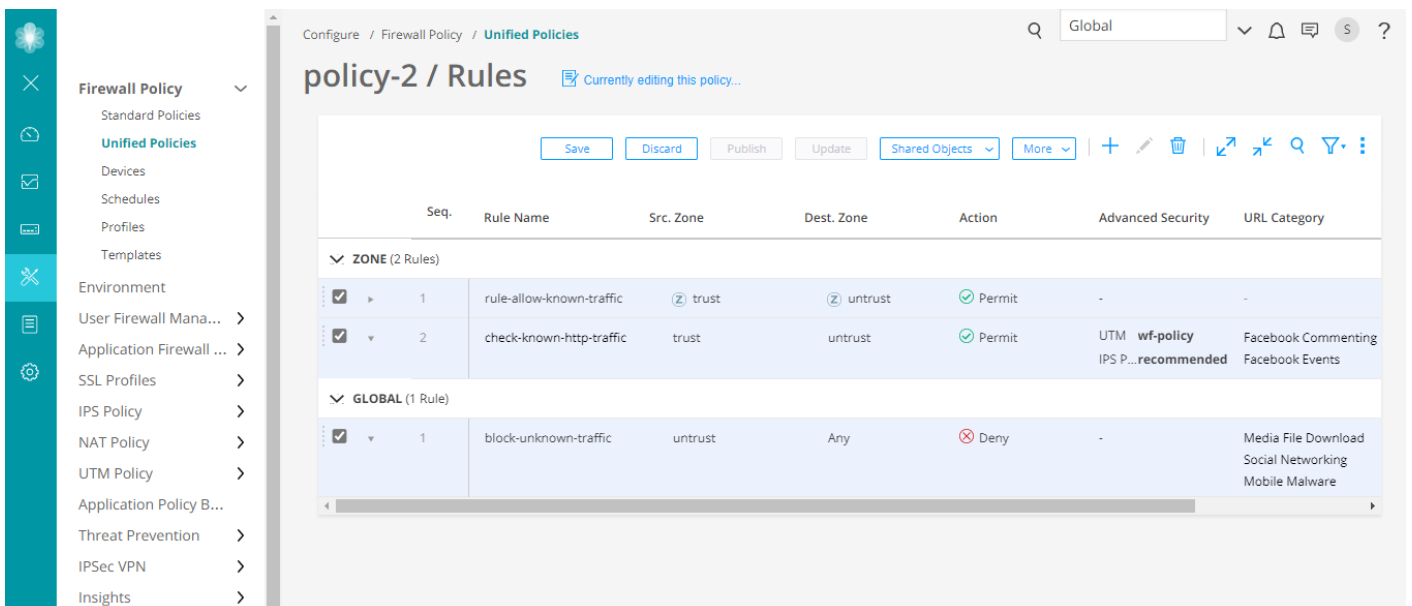 Configure / Firewall Policy / Unified Policies
Global
S
?
policy-2 / Rules
Currently editing this policy...
Firewall Policy
Standard Policies
Unified Policies
Devices
Schedules
Profiles
Templates
Environment
User Firewall Mana...
Application Firewall ...
SSL Profiles
IPS Policy
NAT Policy
UTM Policy
Application Policy B...
Threat Prevention
IPSec VPN
Insights
Save Discard Publish Update Shared Objects More
Seq. Rule Name Src. Zone Dest. Zone Action Advanced Security URL Category
ZONE (2 Rules)
1 rule-allow-known-traffic Z trust Z untrust Permit - -
2 check-known-http-traffic trust untrust Permit UTM wf-policy Facebook Commenting
IPS P...recommended Facebook Events
GLOBAL (1 Rule)
1 block-unknown-traffic untrust Any Deny - Media File Download
Social Networking
Mobile Malware